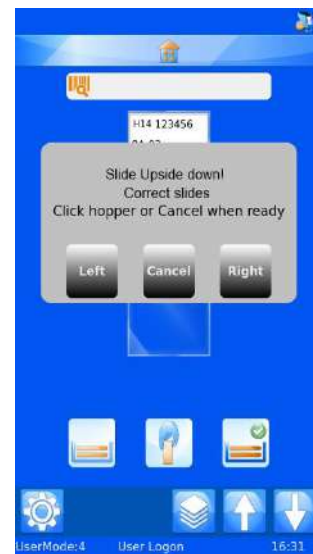 H14 123456
Slide Upside down!
Correct slides
Click hopper or Cancel when ready
Left Cancel Right
UserMode:4 User Logon 16:31